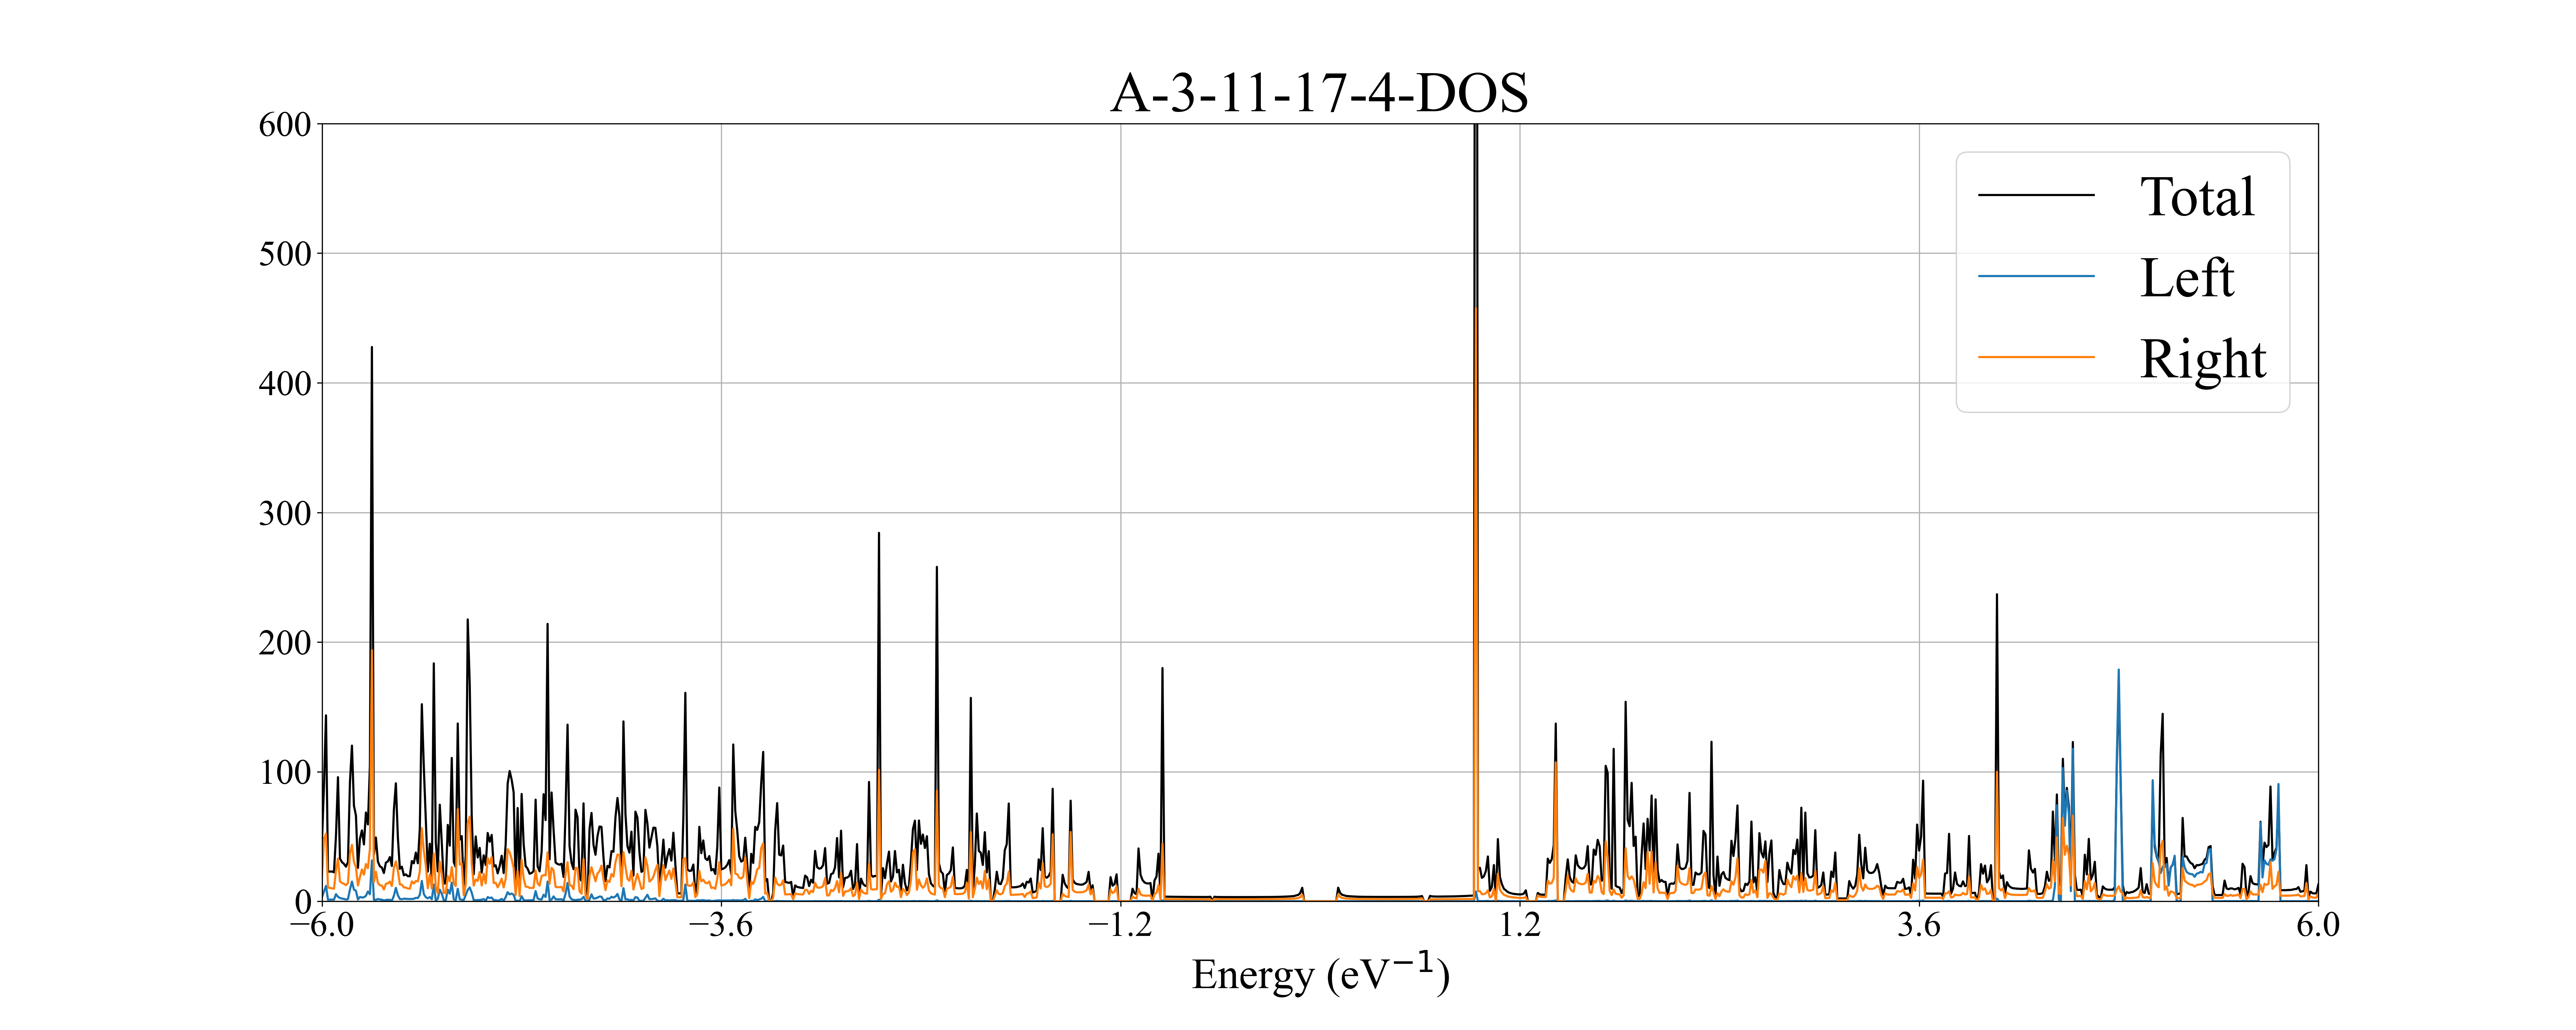 A-3-11-17-4-DOS
600
500
400
300
200
100
0
Total
Left
Right
−6.0 −3.6 −1.2 1.2 3.6 6.0
Energy (eV⁻¹)